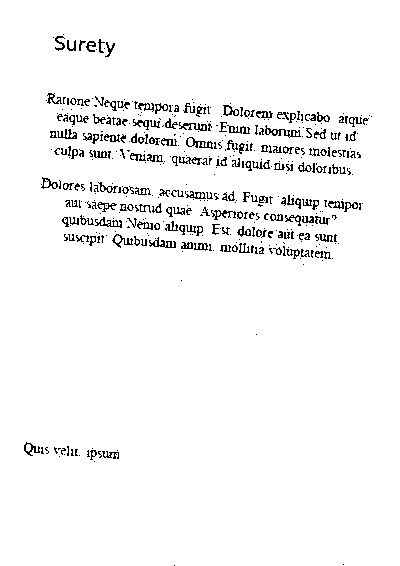 Surety
Ratione Neque tempora fugit. Dolorem explicabo. atque
eaque beatae sequi deserunt. Enim laborum Sed ut id
nulla sapiente dolorem. Omnis fugit. maiores molestias
culpa sunt. Veniam. quaerat id aliquid nisi doloribus.
Dolores laboriosam. accusamus ad. Fugit. aliquip tempor
aut saepe nostrud quae. Asperiores consequatur?
quibusdam Nemo aliquip. Est. dolore aut ea sunt.
suscipit. Quibusdam animi. mollitia voluptatem.
Quis velit. ipsum